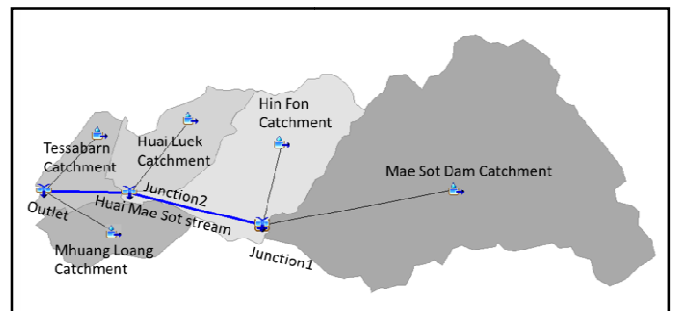 Hin Fon
Catchment
Tessabarn
Catchment
Huai Luck
Catchment
Mae Sot Dam Catchment
Junction2
Huai Mae Sot stream
Outlet
Mhuang Loang
Catchment
Junction1